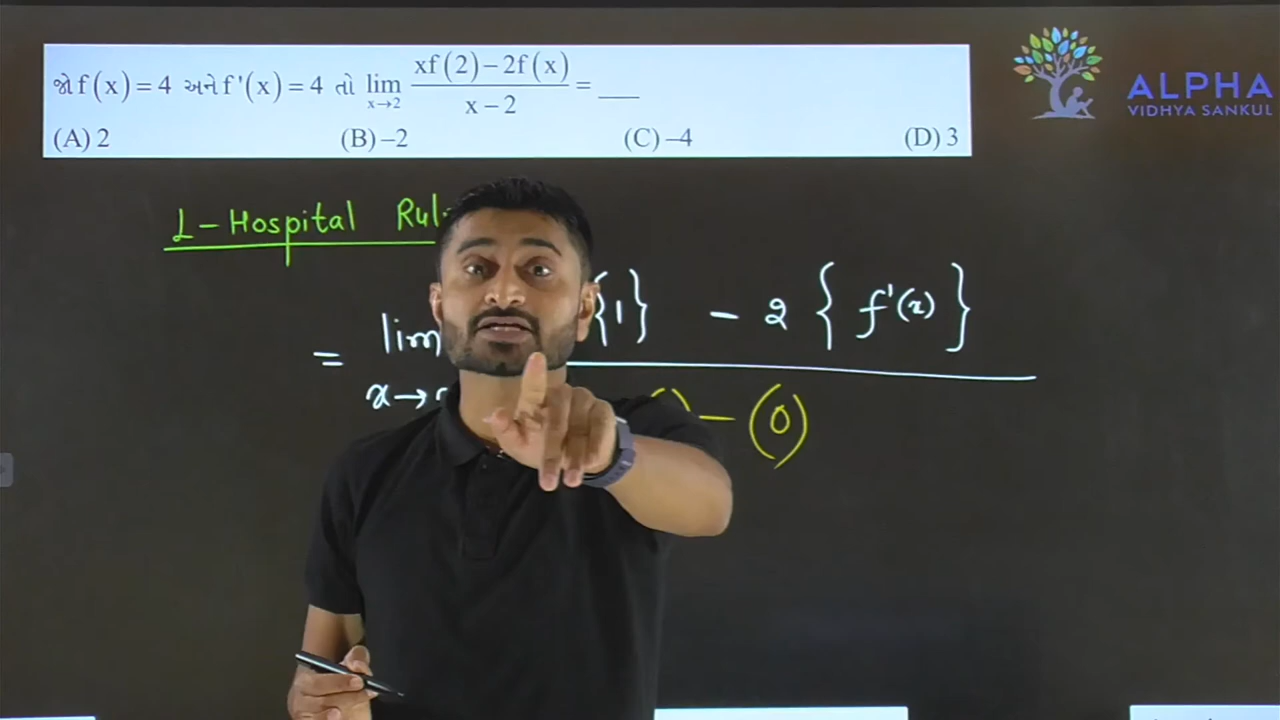 જો f(x) = 4 અને f'(x) = 4 તો lim x→2 xf(2) − 2f(x) / x − 2 = ___
(A) 2 (B) –2 (C) –4 (D) 3
ALPHA
VIDHYA SANKUL
L-Hospital
= lim {1} - 2 { f'(x) }
x→
- (0)